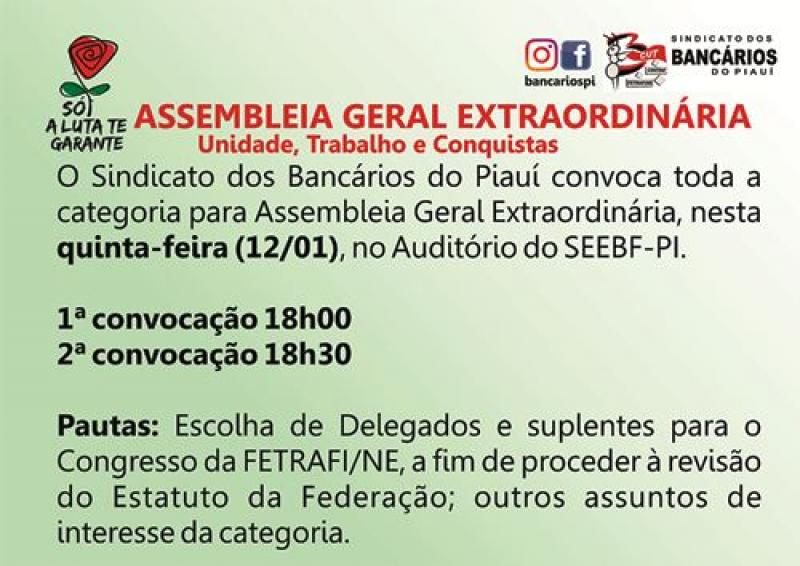 SINDICATO DOS
BANCÁRIOS
DO PIAUÍ
CUT
bancariospi
SÓ
A LUTA TE
GARANTE
ASSEMBLEIA GERAL EXTRAORDINÁRIA
Unidade, Trabalho e Conquistas
O Sindicato dos Bancários do Piauí convoca toda a
categoria para Assembleia Geral Extraordinária, nesta
quinta-feira (12/01), no Auditório do SEEBF-PI.
1ª convocação 18h00
2ª convocação 18h30
Pautas: Escolha de Delegados e suplentes para o
Congresso da FETRAFI/NE, a fim de proceder à revisão
do Estatuto da Federação; outros assuntos de
interesse da categoria.